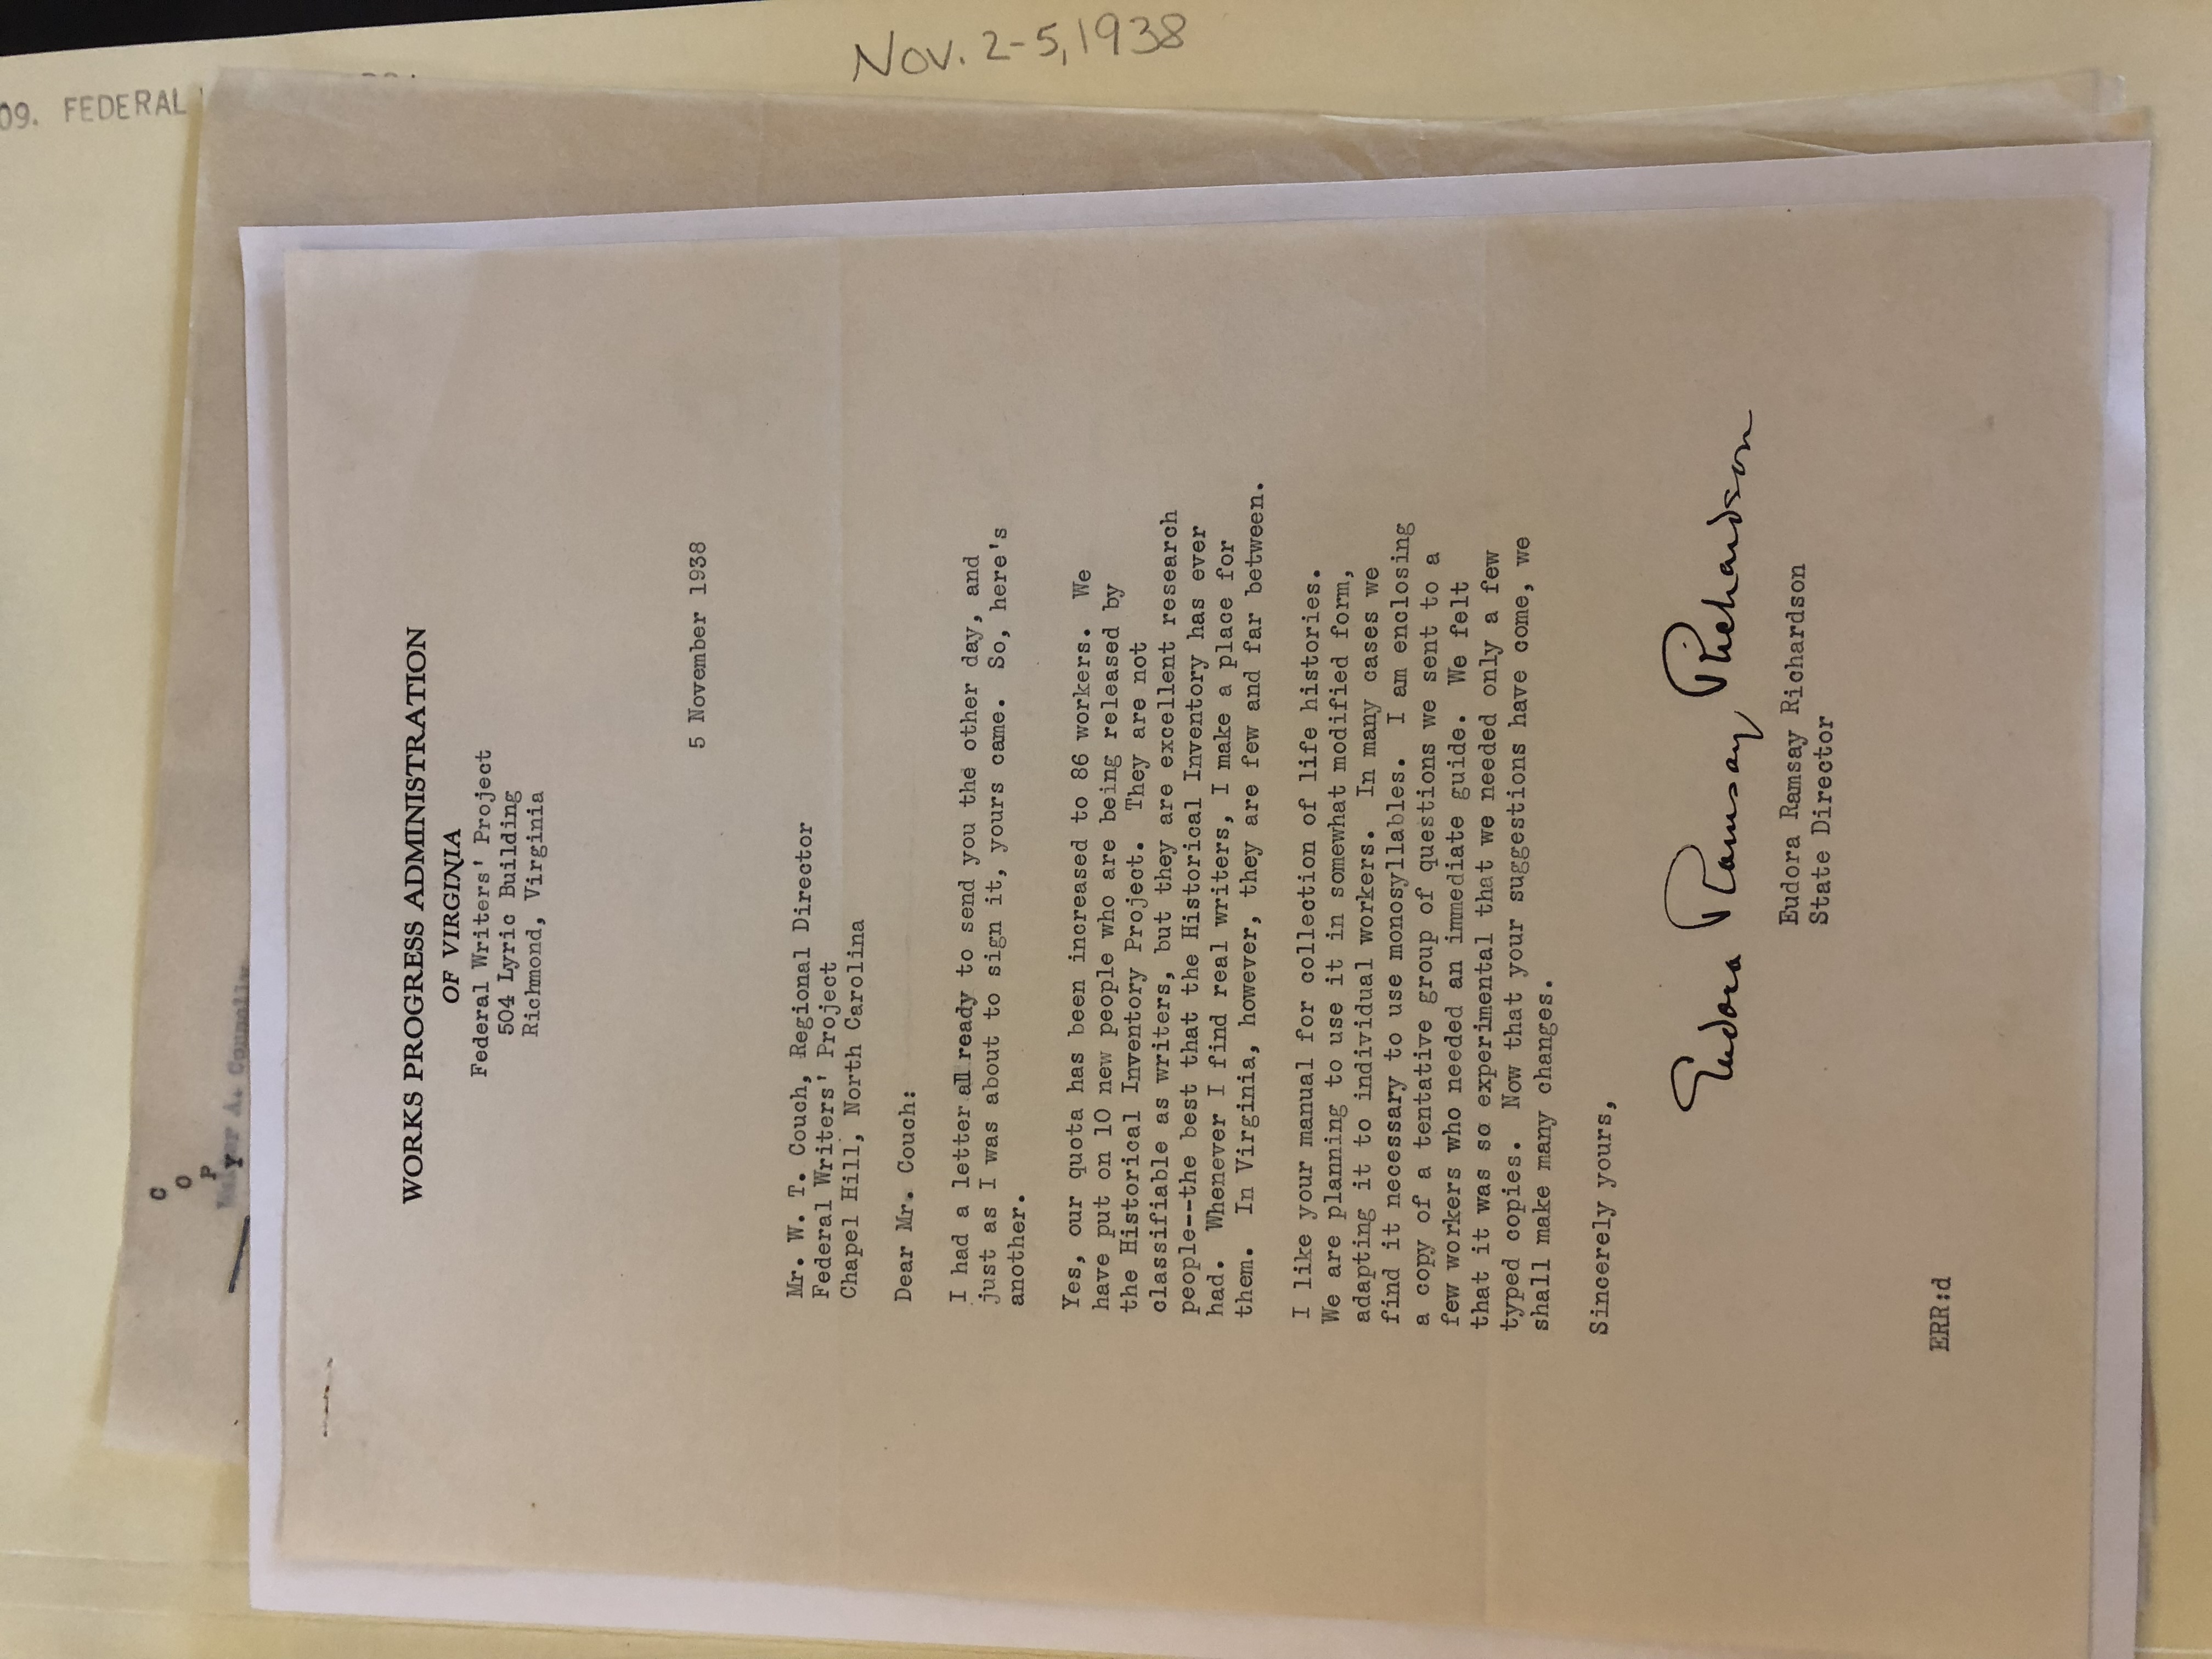 09. FEDERAL
C
O
P
Y
A. Connolly
WORKS PROGRESS ADMINISTRATION
OF VIRGINIA
Federal Writers' Project
504 Lyric Building
Richmond, Virginia
5 November 1938
Mr. W. T. Couch, Regional Director
Federal Writers' Project
Chapel Hill, North Carolina
Dear Mr. Couch:
I had a letter all ready to send you the other day, and
just as I was about to sign it, yours came. So, here's
another.
Yes, our quota has been increased to 86 workers. We
have put on 10 new people who are being released by
the Historical Inventory Project. They are not
classifiable as writers, but they are excellent research
people--the best that the Historical Inventory has ever
had. Whenever I find real writers, I make a place for
them. In Virginia, however, they are few and far between.
I like your manual for collection of life histories.
We are planning to use it in somewhat modified form,
adapting it to individual workers. In many cases we
find it necessary to use monosyllables. I am enclosing
a copy of a tentative group of questions we sent to a
few workers who needed an immediate guide. We felt
that it was so experimental that we needed only a few
typed copies. Now that your suggestions have come, we
shall make many changes.
Sincerely yours,
Eudora Ramsay Richardson
Eudora Ramsay Richardson
State Director
ERR:d
Nov. 2-5, 1938